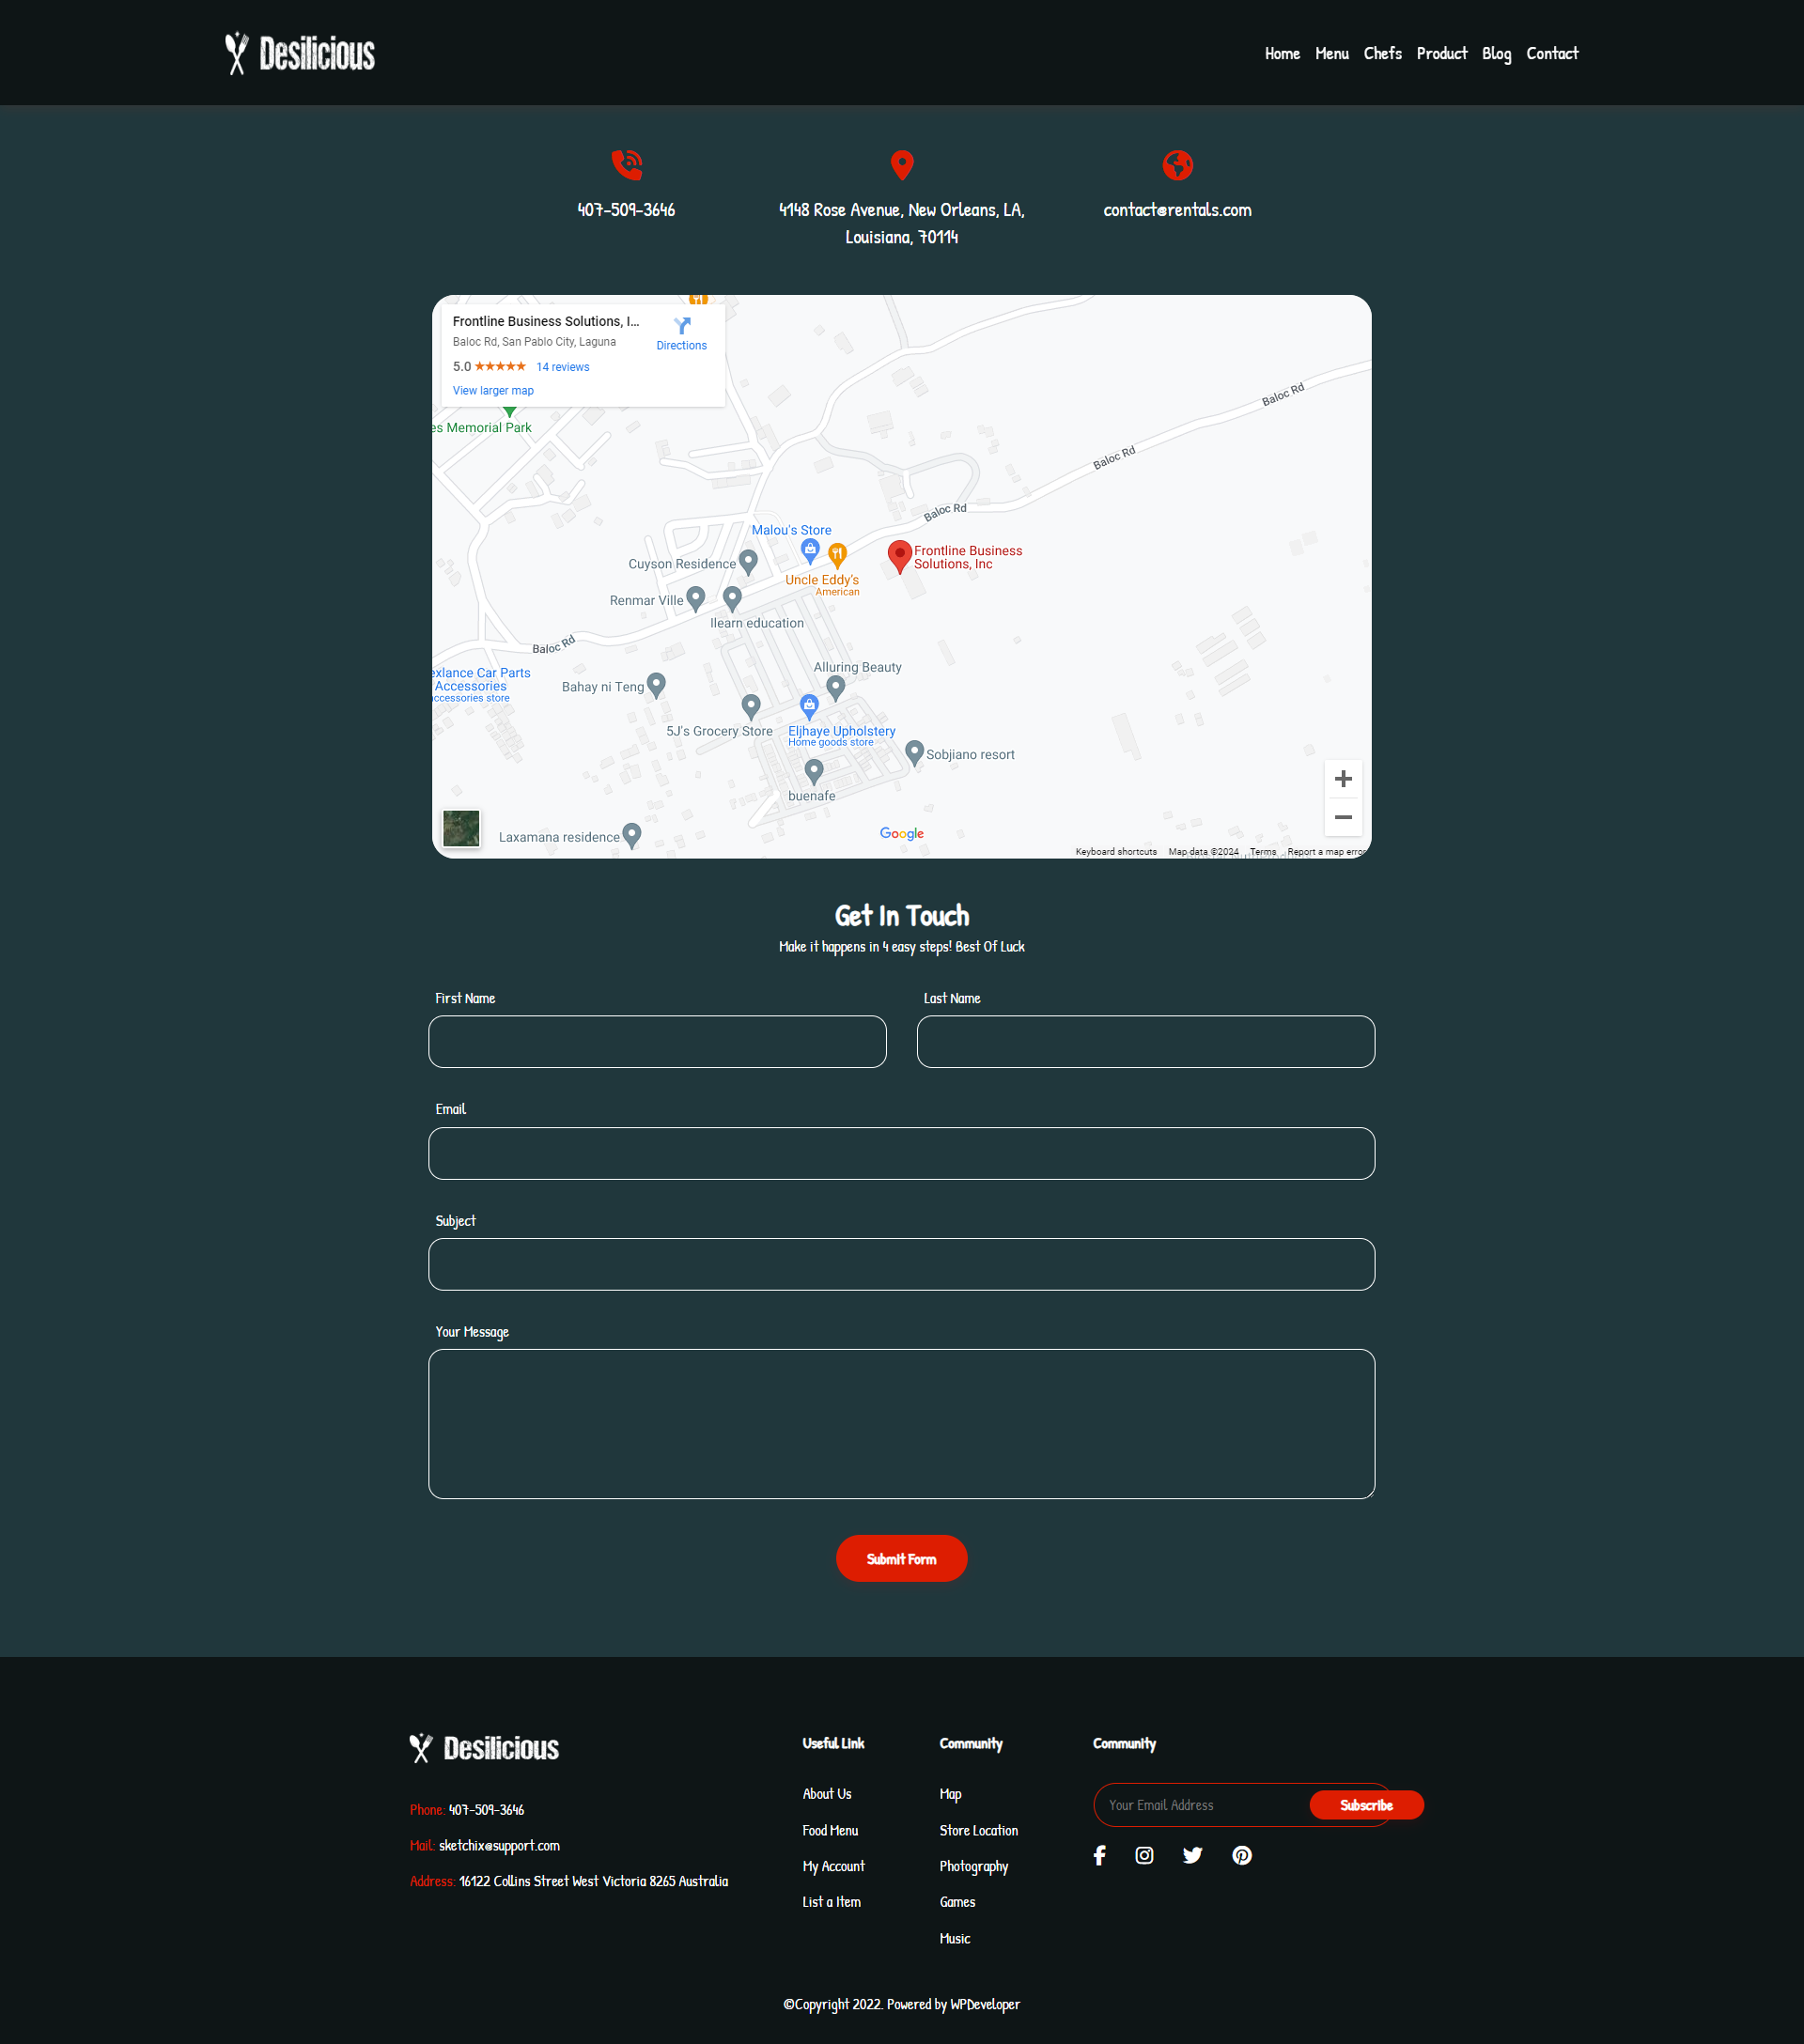 Desilicious
Home Menu Chefs Product Blog Contact
407-509-3646
4148 Rose Avenue, New Orleans, LA,
Louisiana, 70114
contact@rentals.com
Frontline Business Solutions, I...
Baloc Rd, San Pablo City, Laguna
5.0
14 reviews
View larger map
Directions
es Memorial Park
Baloc Rd
Baloc Rd
Baloc Rd
Malou's Store
Frontline Business
Solutions, Inc
Cuyson Residence
Uncle Eddy's
American
Renmar Ville
Ilearn education
Baloc Rd
Alluring Beauty
exlance Car Parts
Accessories
accessories store
Bahay ni Teng
5J's Grocery Store
Eljhaye Upholstery
Home goods store
Sobjiano resort
buenafe
Laxamana residence
Google
Keyboard shortcuts
Map data ©2024
Terms
Report a map error
Get In Touch
Make it happens in 4 easy steps! Best Of Luck
First Name
Last Name
Email
Subject
Your Message
Submit Form
Desilicious
Phone: 407-509-3646
Mail: sketchix@support.com
Address: 16122 Collins Street West Victoria 8265 Australia
Useful Link
About Us
Food Menu
My Account
List a Item
Community
Map
Store Location
Photography
Games
Music
Community
Your Email Address
Subscribe
©Copyright 2022. Powered by WPDeveloper